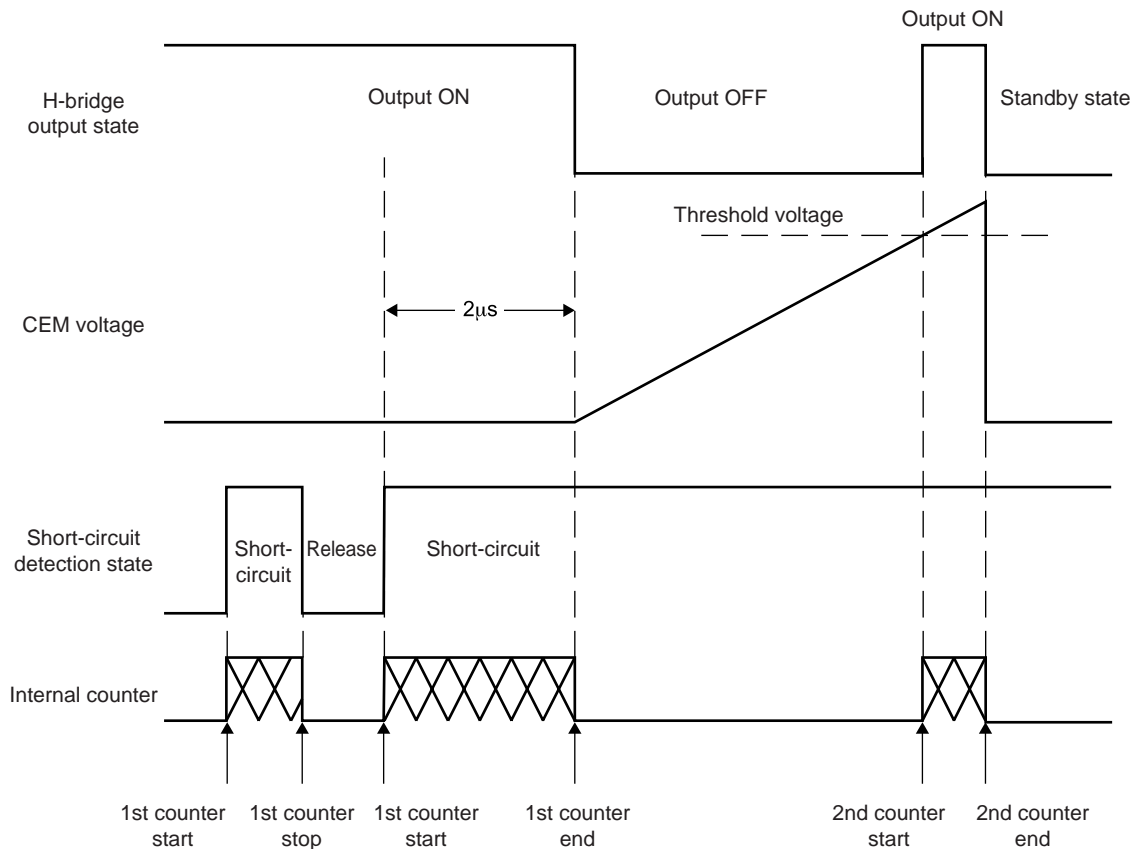 Output ON
H-bridge
output state
Output ON
Output OFF
Standby state
Threshold voltage
CEM voltage
2μs
Short-circuit
detection state
Short-
circuit
Release
Short-circuit
Internal counter
1st counter
start
1st counter
stop
1st counter
start
1st counter
end
2nd counter
start
2nd counter
end